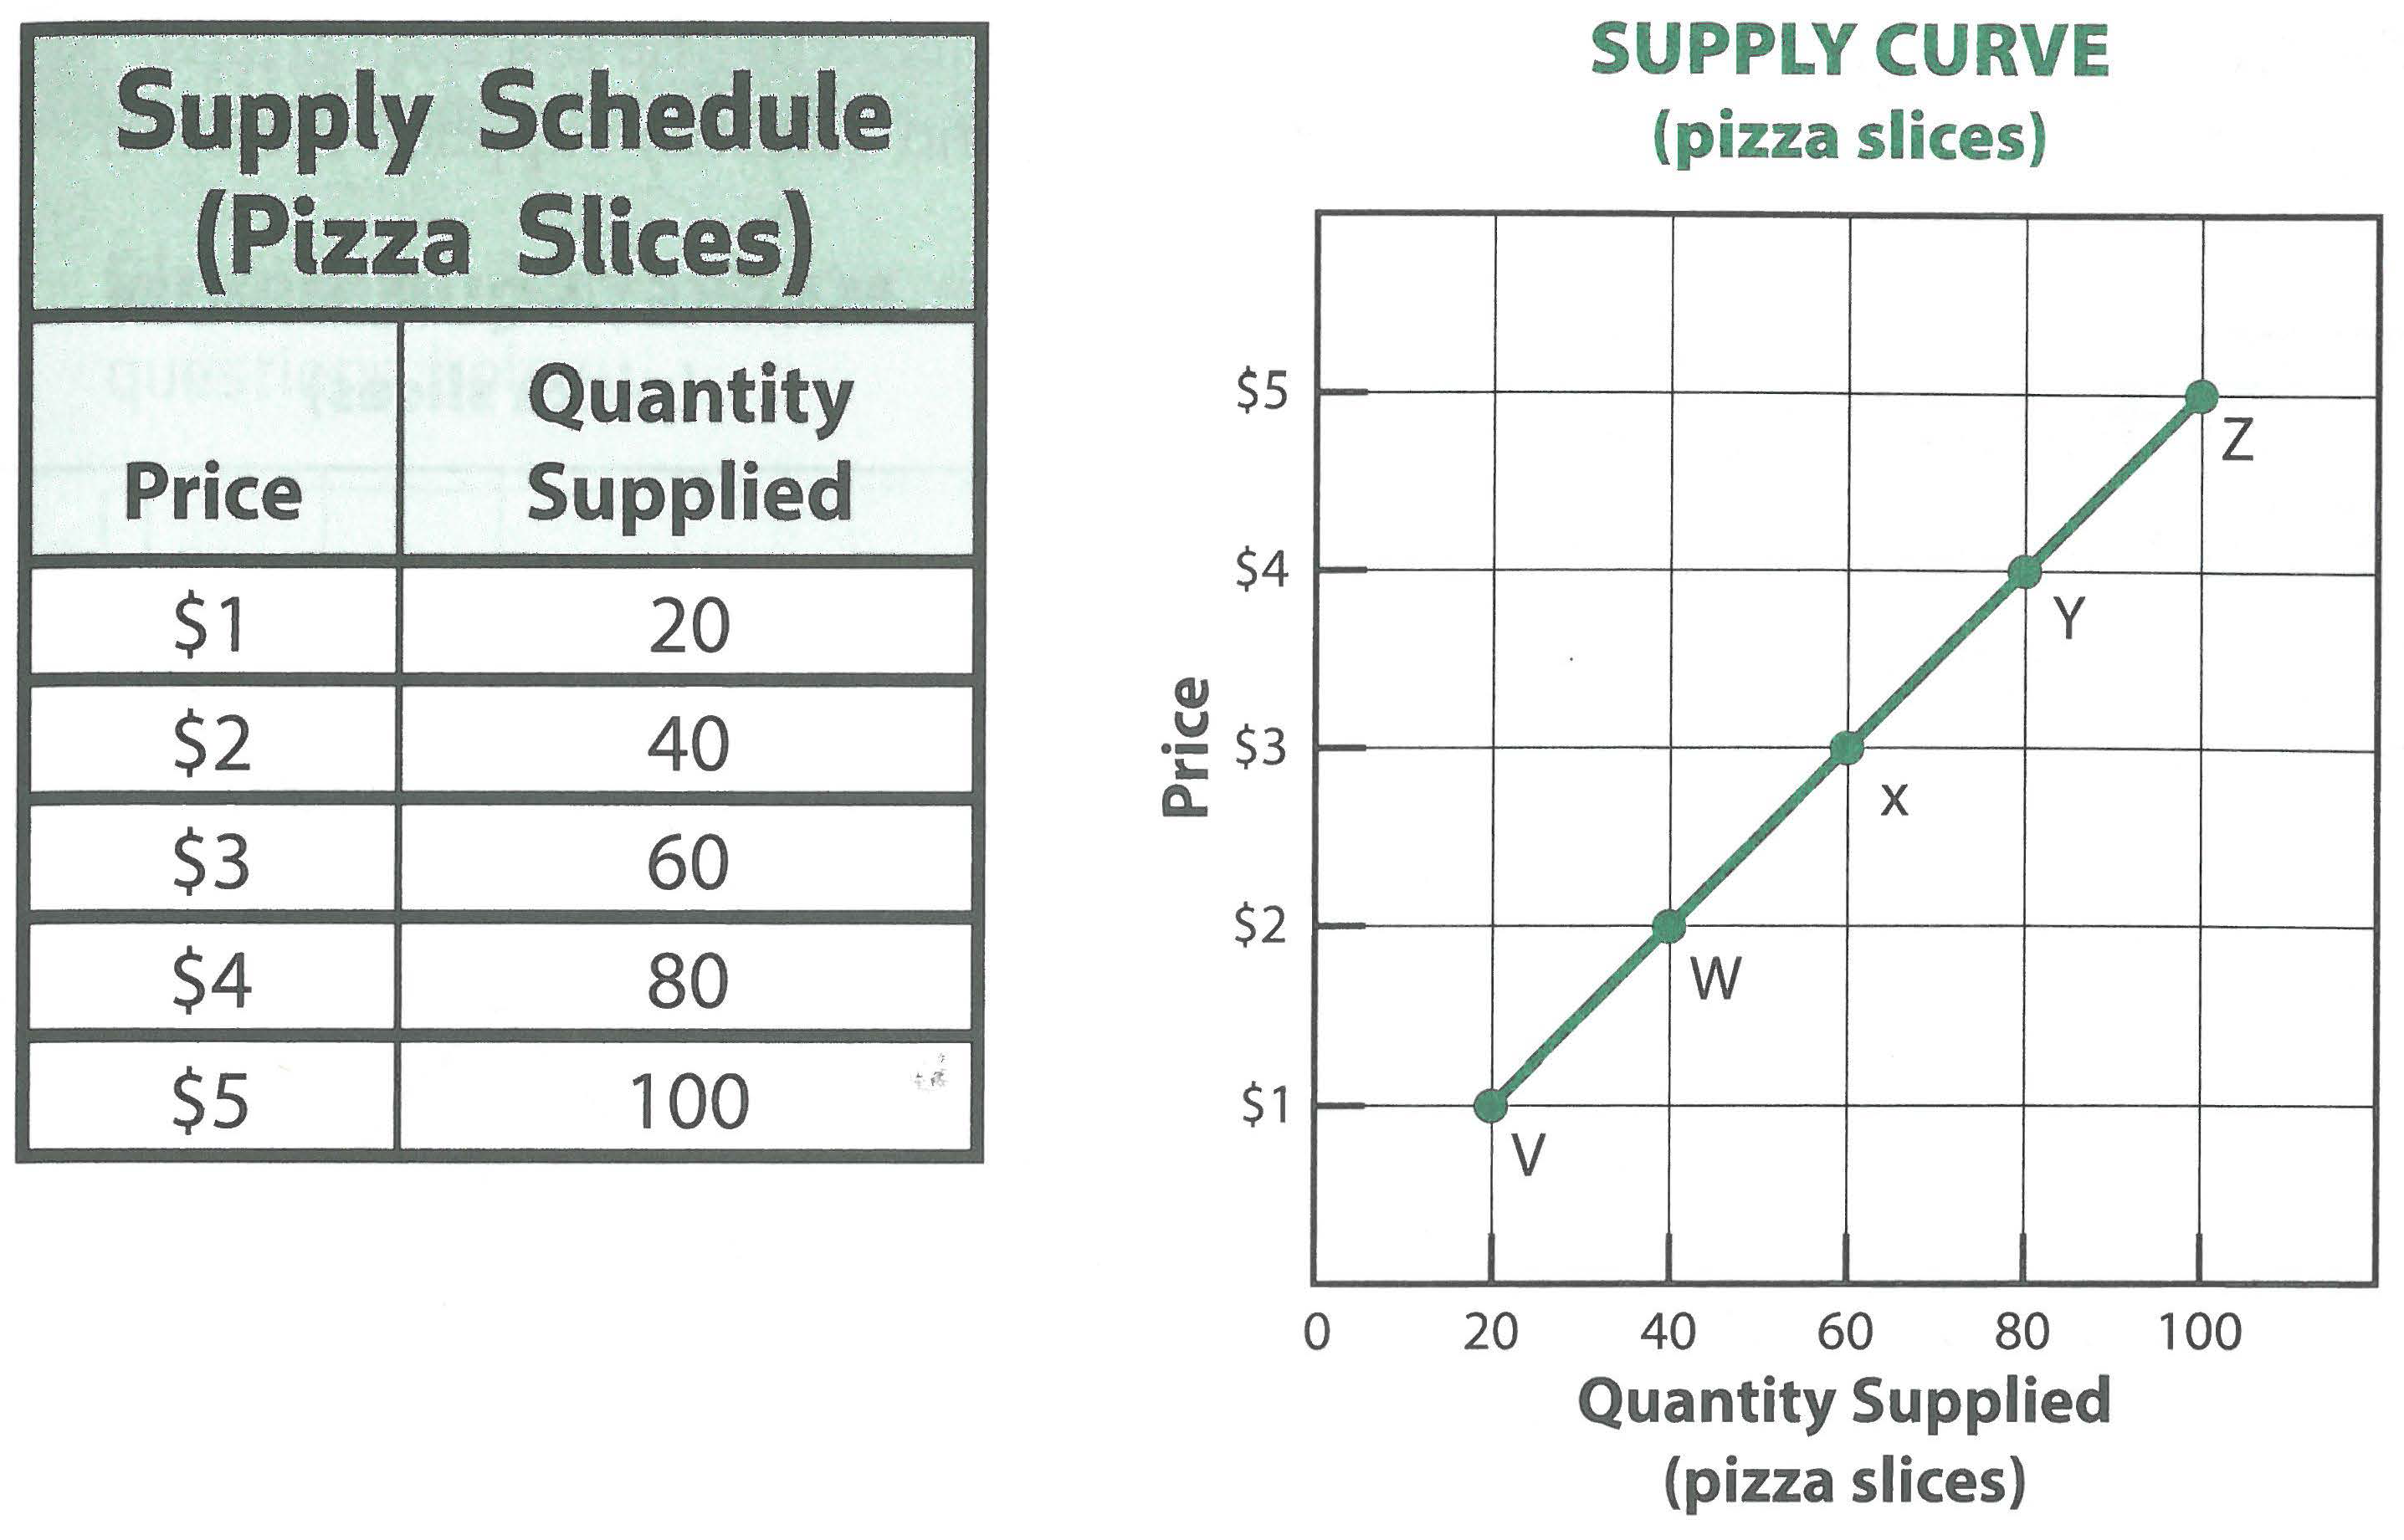 Supply Schedule
(Pizza Slices)
Price
Quantity
Supplied
$1 20
$2 40
$3 60
$4 80
$5 100
SUPPLY CURVE
(pizza slices)
Price
$5
$4
$3
$2
$1
Z
Y
x
W
V
0 20 40 60 80 100
Quantity Supplied
(pizza slices)